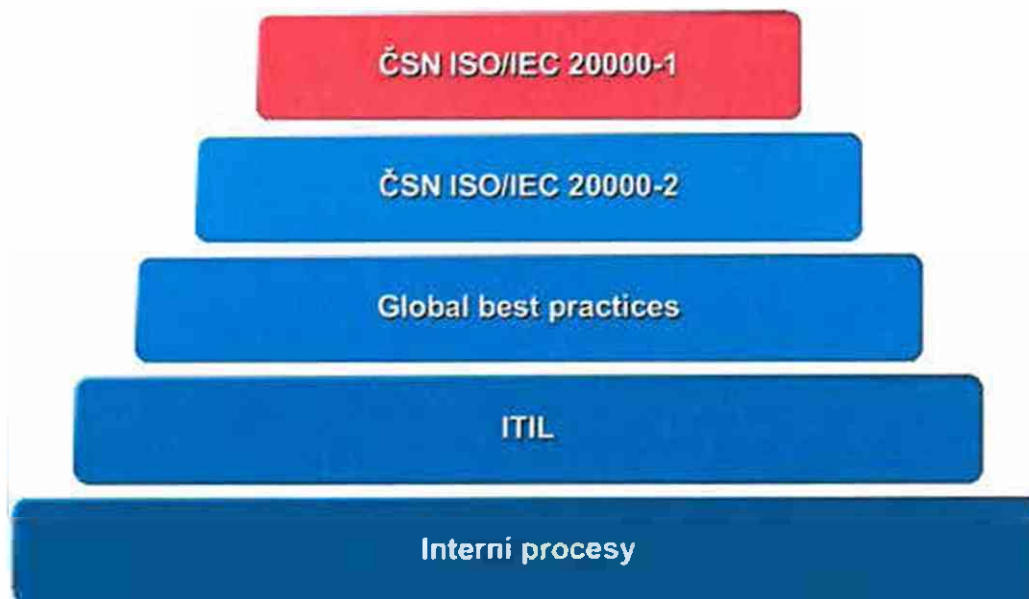 ČSN ISO/IEC 20000-1
ČSN ISO/IEC 20000-2
Global best practices
ITIL
Interní procesy